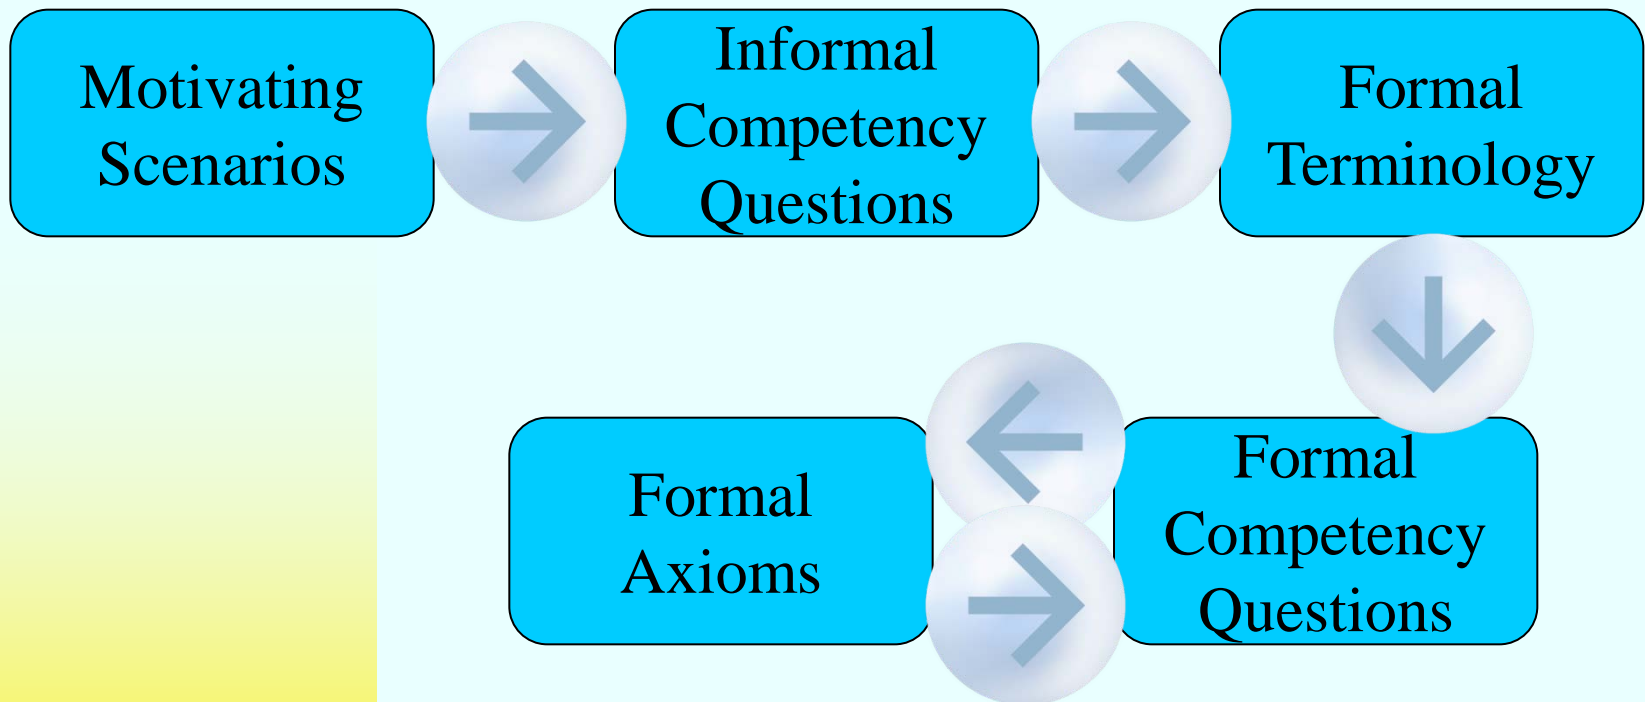 Motivating
Scenarios
Informal
Competency
Questions
Formal
Terminology
Formal
Axioms
Formal
Competency
Questions